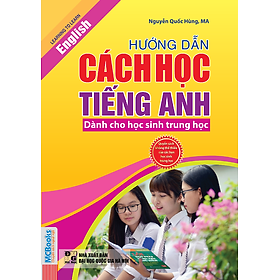 Nguyễn Quốc Hùng, MA
LEARNING TO LEARN
English
HƯỚNG DẪN
CÁCH HỌC
TIẾNG ANH
Dành cho học sinh trung học
MCBooks
NHÀ XUẤT BẢN
ĐẠI HỌC QUỐC GIA HÀ NỘI